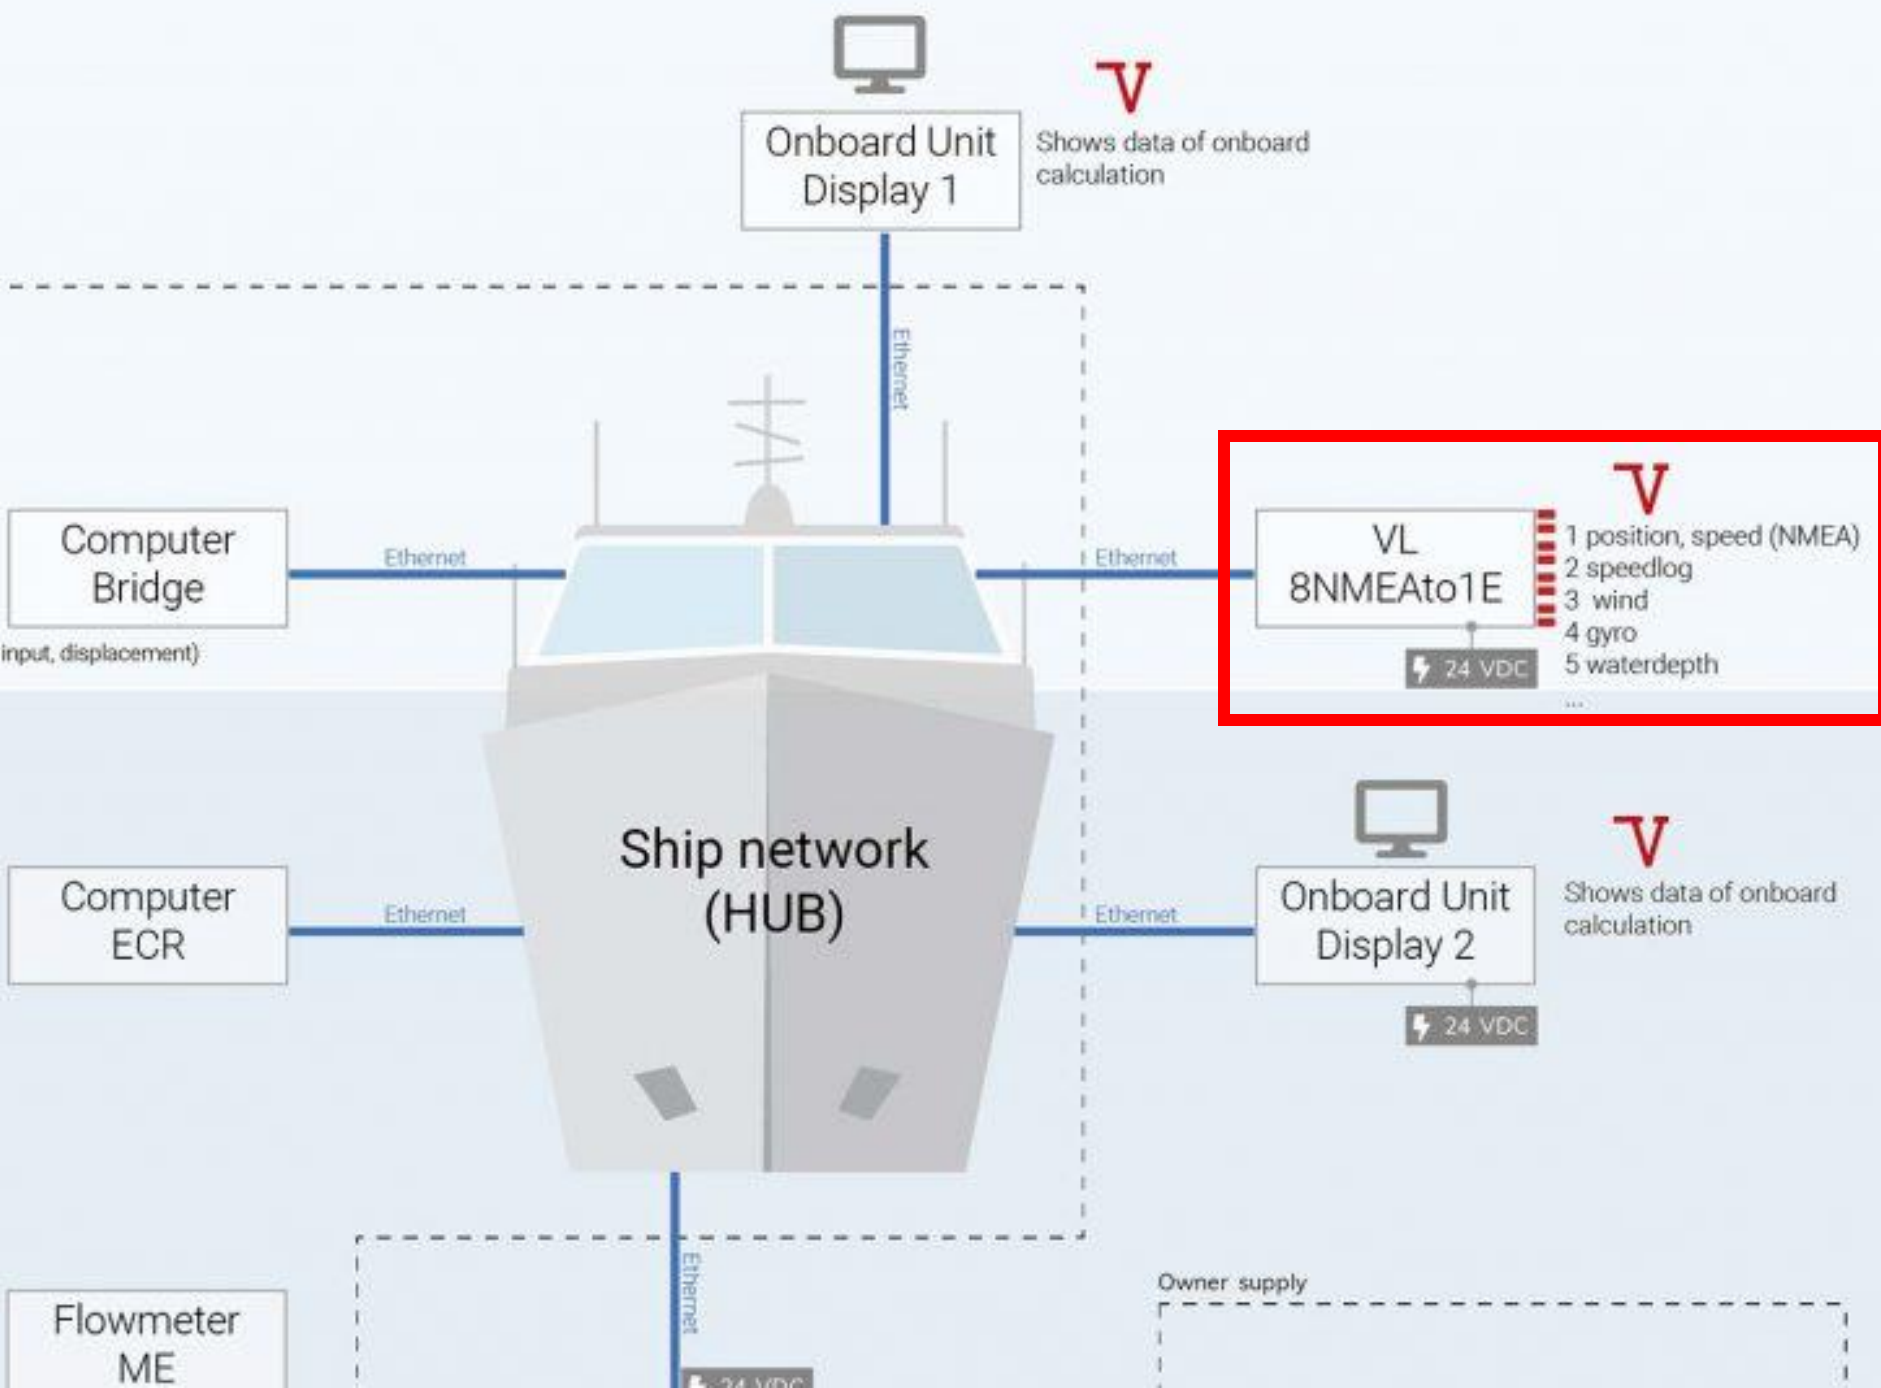 Onboard Unit
Display 1
Shows data of onboard
calculation
Ethernet
Computer
Bridge
input, displacement)
Ethernet
Ethernet
VL
8NMEAto1E
24 VDC
1 position, speed (NMEA)
2 speedlog
3 wind
4 gyro
5 waterdepth
...
Ship network
(HUB)
Computer
ECR
Ethernet
Ethernet
Onboard Unit
Display 2
24 VDC
Shows data of onboard
calculation
Ethernet
Owner supply
Flowmeter
ME
24 VDC